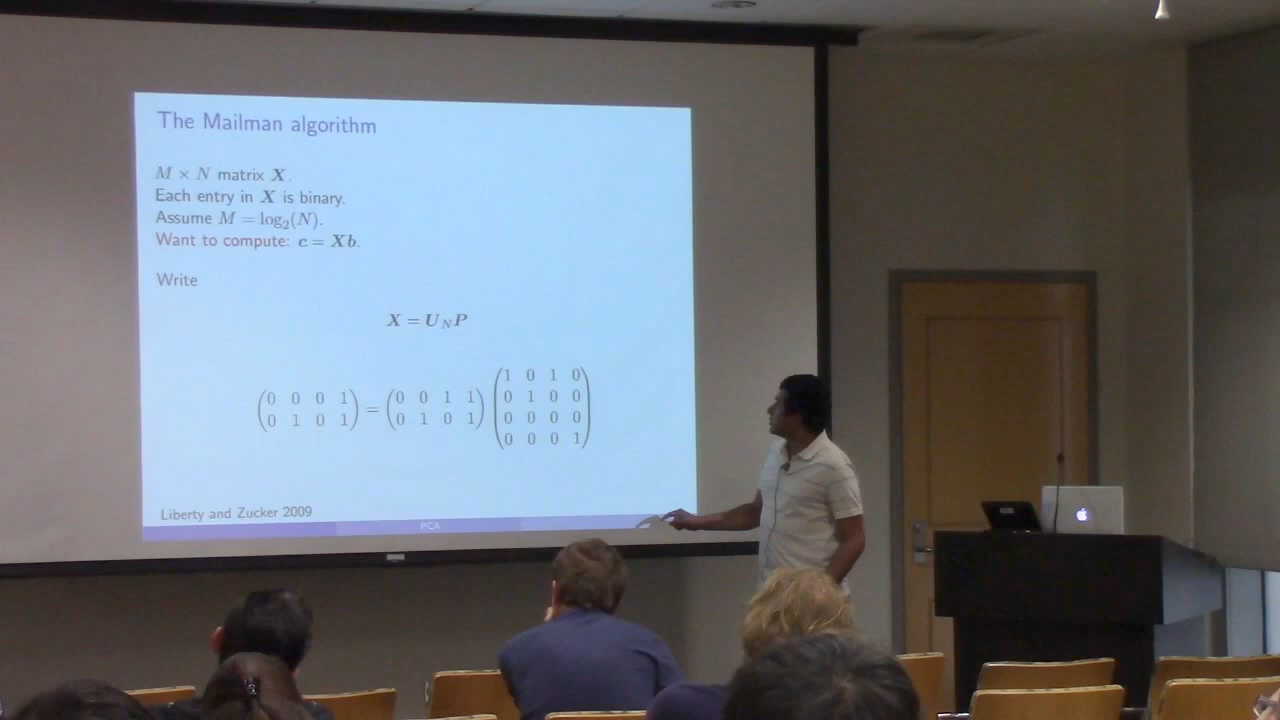 The Mailman algorithm
M × N matrix X.
Each entry in X is binary.
Assume M = log₂(N).
Want to compute: c = Xb.
Write
X = U_N P
(0 0 0 1
0 1 0 1) = (0 0 1 1
0 1 0 1) (1 0 1 0
0 1 0 0
0 0 0 0
0 0 0 1)
Liberty and Zucker 2009
PCA